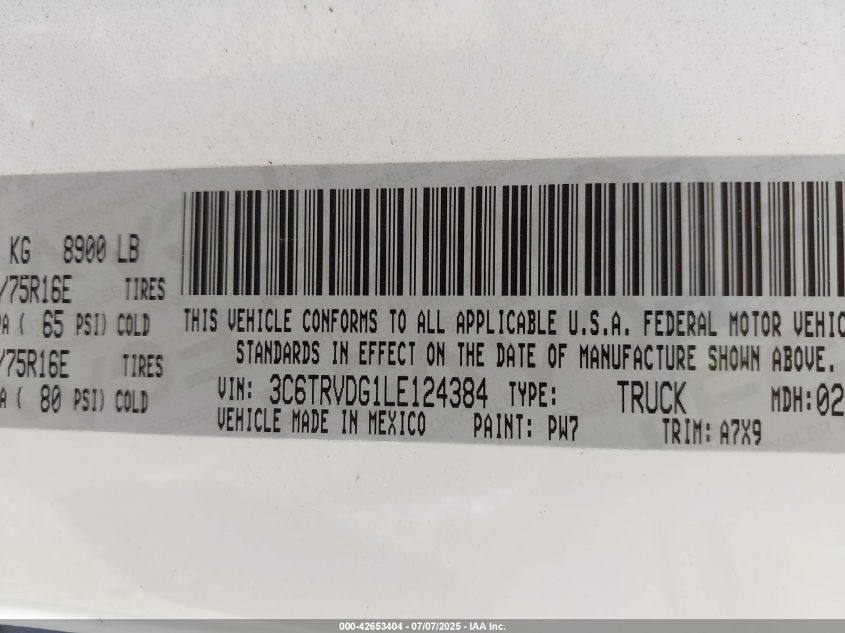 KG 8900 LB
/75R16E TIRES
PA ( 65 PSI) COLD
/75R16E TIRES
A ( 80 PSI) COLD
THIS VEHICLE CONFORMS TO ALL APPLICABLE U.S.A. FEDERAL MOTOR VEHIC
STANDARDS IN EFFECT ON THE DATE OF MANUFACTURE SHOWN ABOVE.
VIN: 3C6TRVDG1LE124384 TYPE: TRUCK MDH:02
VEHICLE MADE IN MEXICO PAINT: PW7 TRIM: A7X9
000-42653404 - 07/07/2025 - IAA Inc.